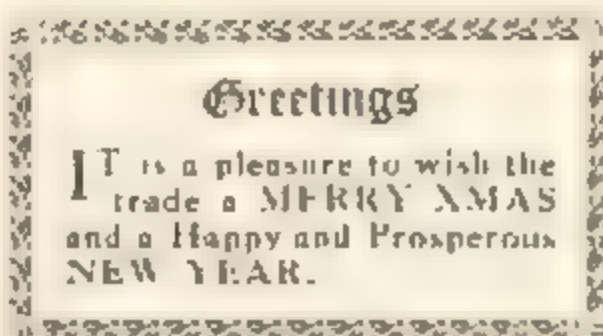 Greetings
IT is a pleasure to wish the
trade a MERRY XMAS
and a Happy and Prosperous
NEW YEAR.